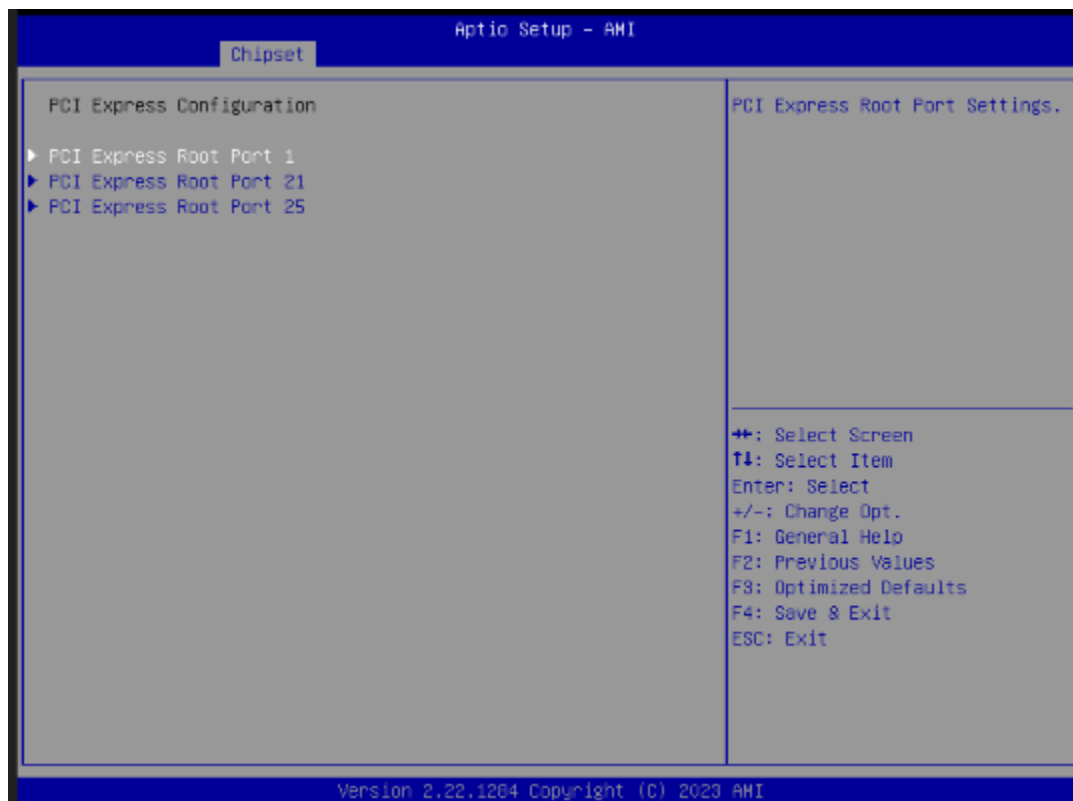 Aptio Setup - AMI
Chipset
PCI Express Configuration
PCI Express Root Port 1
PCI Express Root Port 21
PCI Express Root Port 25
PCI Express Root Port Settings.
→←: Select Screen
↑↓: Select Item
Enter: Select
+/-: Change Opt.
F1: General Help
F2: Previous Values
F3: Optimized Defaults
F4: Save & Exit
ESC: Exit
Version 2.22.1284 Copyright (C) 2023 AMI